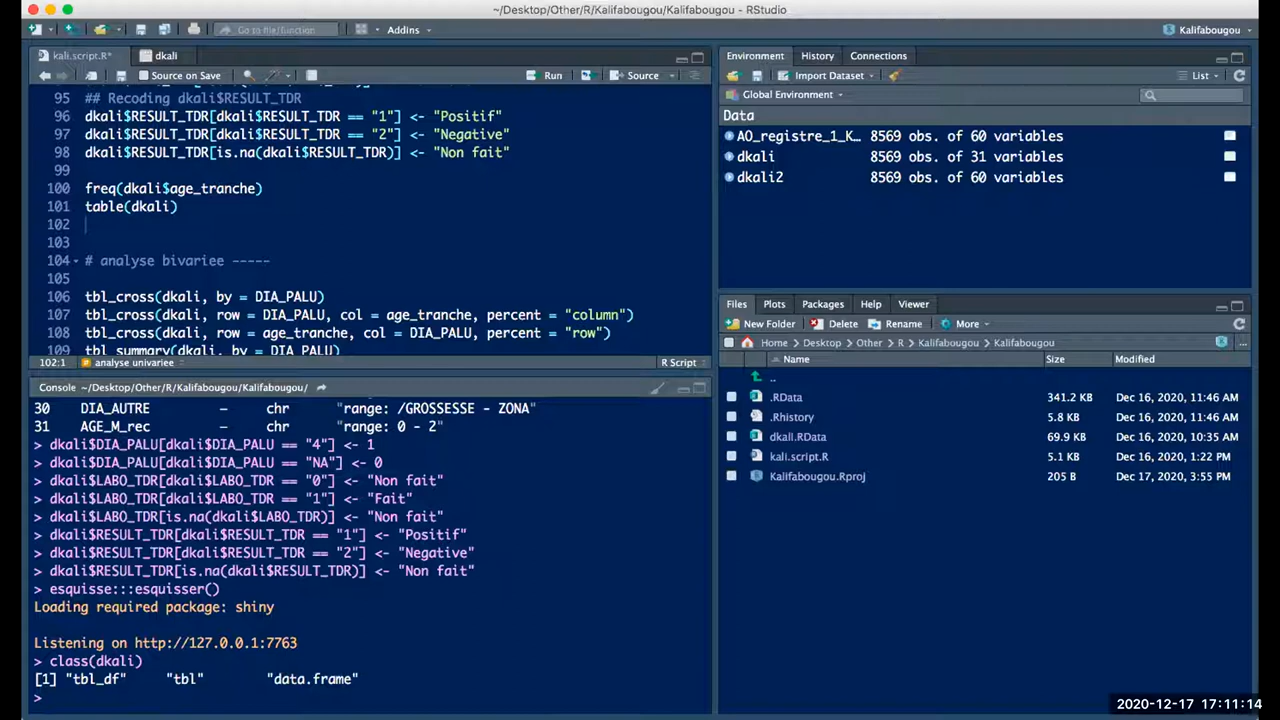 ~/Desktop/Other/R/Kalifabougou/Kalifabougou - RStudio
Go to file/function
Addins
Kalifabougou
kali.script.R*
dkali
Source on Save
Run
Source
95 ## Recoding dkali$RESULT_TDR
96 dkali$RESULT_TDR[dkali$RESULT_TDR == "1"] <- "Positif"
97 dkali$RESULT_TDR[dkali$RESULT_TDR == "2"] <- "Negative"
98 dkali$RESULT_TDR[is.na(dkali$RESULT_TDR)] <- "Non fait"
99
100 freq(dkali$age_tranche)
101 table(dkali)
102
103
104 # analyse bivariee -----
105
106 tbl_cross(dkali, by = DIA_PALU)
107 tbl_cross(dkali, row = DIA_PALU, col = age_tranche, percent = "column")
108 tbl_cross(dkali, row = age_tranche, col = DIA_PALU, percent = "row")
109 tbl_summary(dkali, by = DIA_PALU)
102:1 analyse univariee R Script
Console ~/Desktop/Other/R/Kalifabougou/Kalifabougou/
30 DIA_AUTRE – chr "range: /GROSSESSE - ZONA"
31 AGE_M_rec – chr "range: 0 - 2"
> dkali$DIA_PALU[dkali$DIA_PALU == "4"] <- 1
> dkali$DIA_PALU[dkali$DIA_PALU == "NA"] <- 0
> dkali$LABO_TDR[dkali$LABO_TDR == "0"] <- "Non fait"
> dkali$LABO_TDR[dkali$LABO_TDR == "1"] <- "Fait"
> dkali$LABO_TDR[is.na(dkali$LABO_TDR)] <- "Non fait"
> dkali$RESULT_TDR[dkali$RESULT_TDR == "1"] <- "Positif"
> dkali$RESULT_TDR[dkali$RESULT_TDR == "2"] <- "Negative"
> dkali$RESULT_TDR[is.na(dkali$RESULT_TDR)] <- "Non fait"
> esquisse:::esquisser()
Loading required package: shiny
Listening on http://127.0.0.1:7763
> class(dkali)
[1] "tbl_df" "tbl" "data.frame"
>
Environment History Connections
Import Dataset List
Global Environment
Data
AO_registre_1_K… 8569 obs. of 60 variables
dkali 8569 obs. of 31 variables
dkali2 8569 obs. of 60 variables
Files Plots Packages Help Viewer
New Folder Delete Rename More
Home Desktop Other R Kalifabougou Kalifabougou ...
Name Size Modified
..
.RData 341.2 KB Dec 16, 2020, 11:46 AM
.Rhistory 5.8 KB Dec 16, 2020, 11:46 AM
dkali.RData 69.9 KB Dec 16, 2020, 10:35 AM
kali.script.R 5.1 KB Dec 16, 2020, 1:22 PM
Kalifabougou.Rproj 205 B Dec 17, 2020, 3:55 PM
2020-12-17 17:11:14